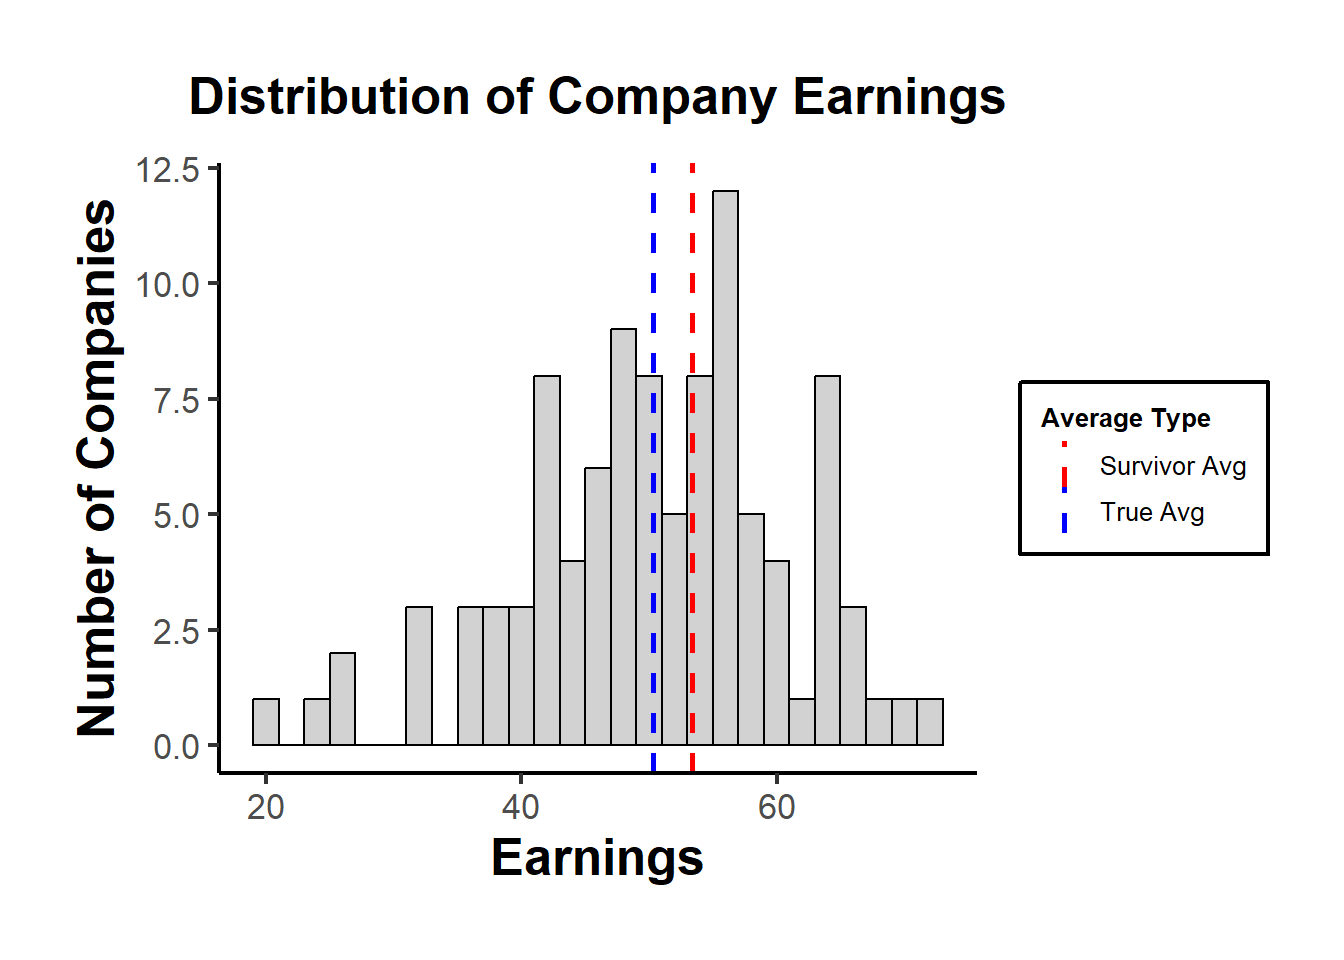 Distribution of Company Earnings
Number of Companies
12.5
10.0
7.5
5.0
2.5
0.0
20 40 60
Earnings
Average Type
Survivor Avg
True Avg